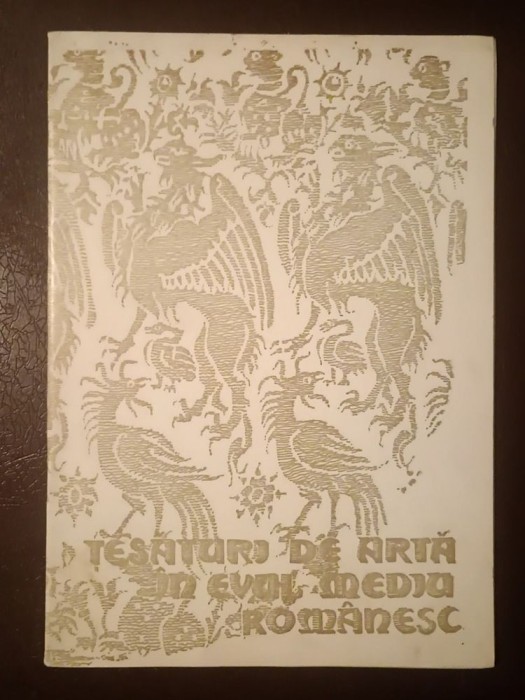 ȚESĂTURI DE ARTĂ
ÎN EVUL MEDIU
ROMÂNESC